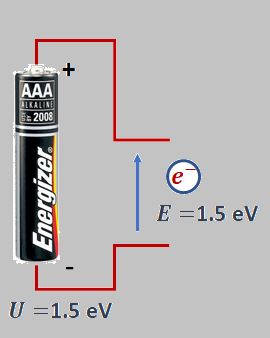 +
AAA
ALKALINE
2008
Energizer®
e⁻
E =1.5 eV
-
U =1.5 eV